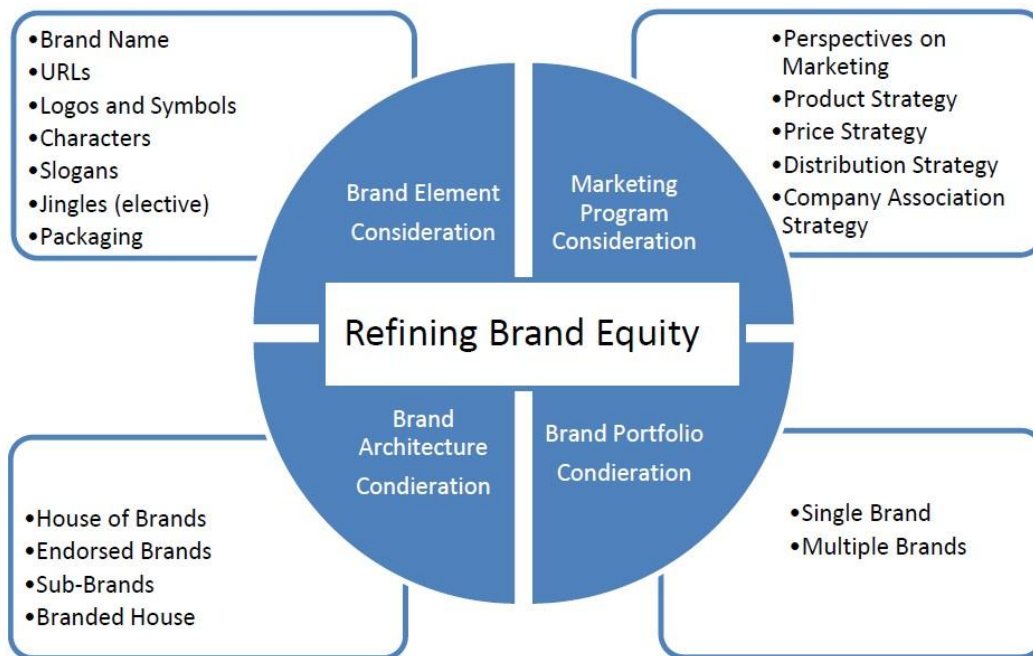 •Brand Name
•URLs
•Logos and Symbols
•Characters
•Slogans
•Jingles (elective)
•Packaging
•Perspectives on
Marketing
•Product Strategy
•Price Strategy
•Distribution Strategy
•Company Association
Strategy
Brand Element
Consideration
Marketing
Program
Consideration
Refining Brand Equity
Brand
Architecture
Condieration
Brand Portfolio
Condieration
•House of Brands
•Endorsed Brands
•Sub-Brands
•Branded House
•Single Brand
•Multiple Brands